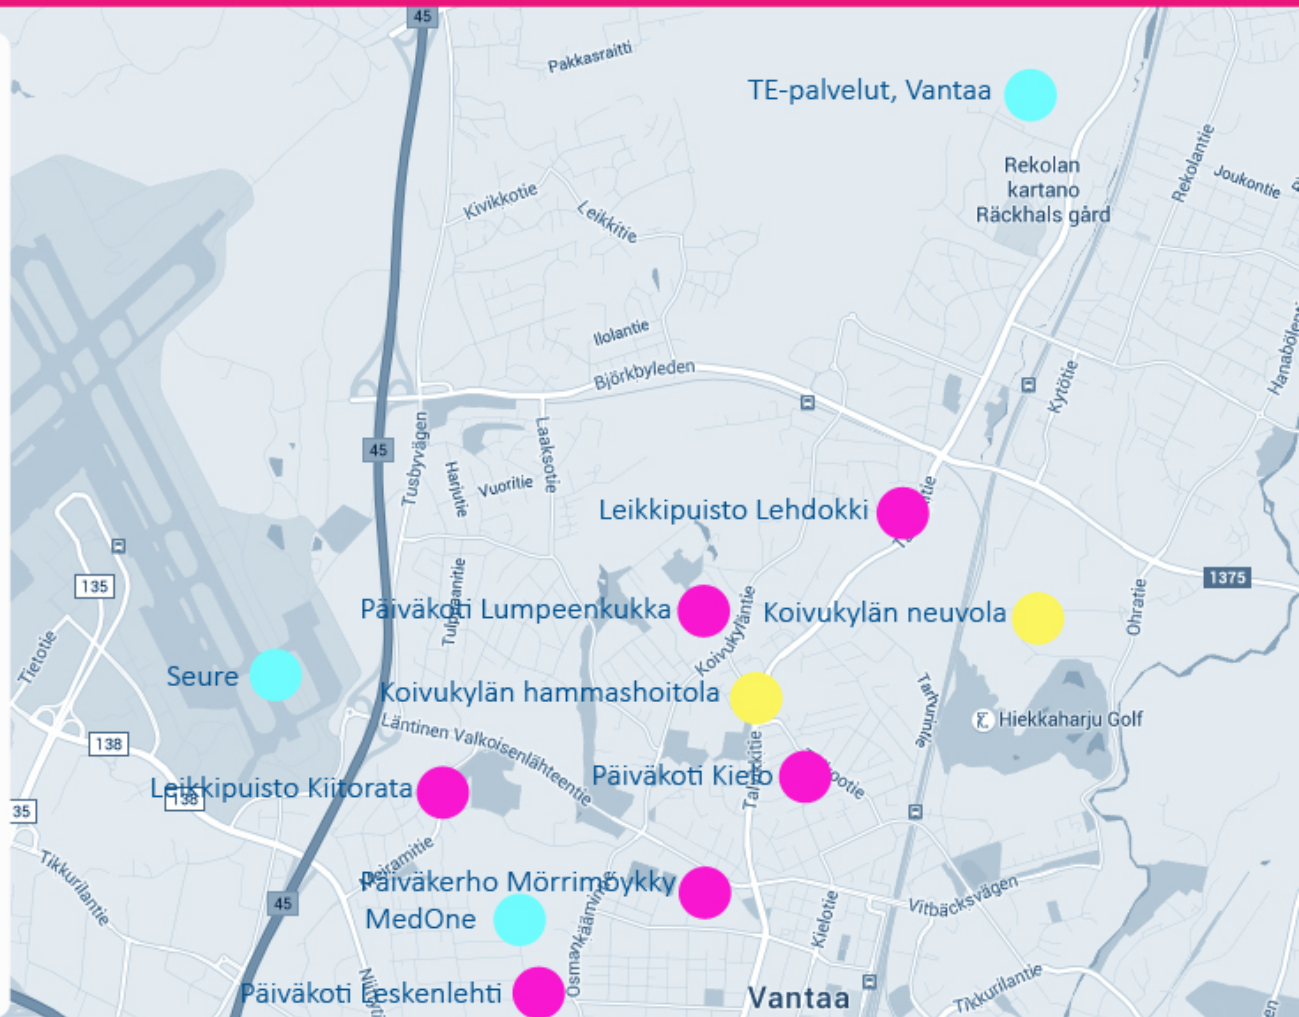 45
Pakkasraitti
TE-palvelut, Vantaa
Rekolan
kartano
Räckhals gård
Rekolantie
Joukontie
Kivikkotie
Leikkitie
Ilolantie
Björkbyleden
Kytötie
45
Tusbyvägen
Harjutie
Vuoritie
Laaksotie
Leikkipuisto Lehdokki
135
1375
Tulppaanitie
Päiväkoti Lumpeenkukka
Koivukyläntie
Koivukylän neuvola
Ohratie
Tietotie
Seure
Koivukylän hammashoitola
Tarhurintie
Hiekkaharju Golf
138
Läntinen Valkoisenlähteentie
Talkkitie
Päiväkoti Kielo
Leikkipuisto Kiitorata
138
35
Tikkurilantie
45
Päiväkerho Mörrimöykky
MedOne
Kielotie
Vitbäcksvägen
Päiväkoti Leskenlehti
Vantaa
Tikkurilantie